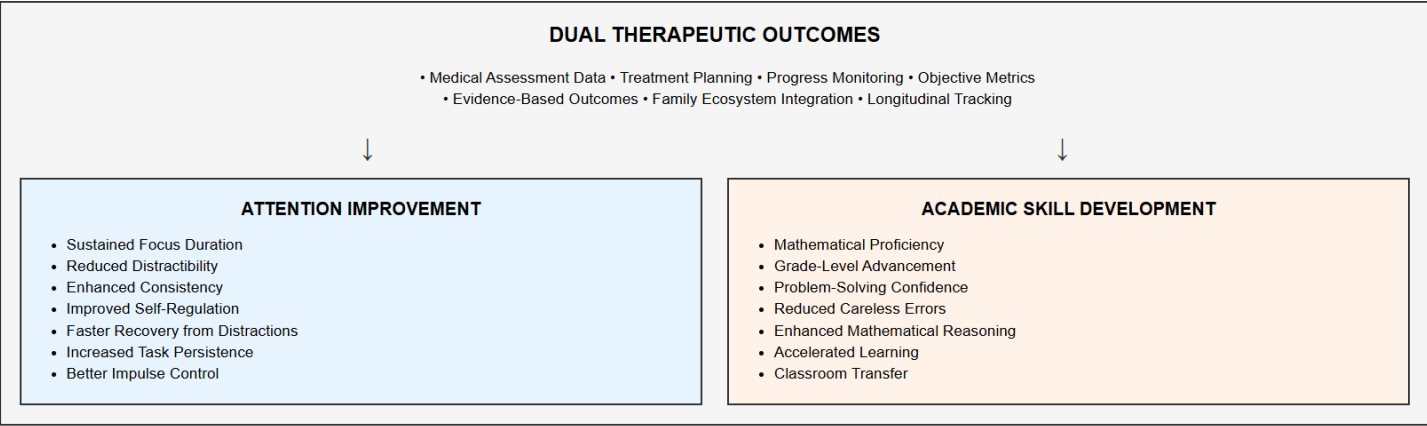 DUAL THERAPEUTIC OUTCOMES
• Medical Assessment Data • Treatment Planning • Progress Monitoring • Objective Metrics
• Evidence-Based Outcomes • Family Ecosystem Integration • Longitudinal Tracking
↓ ↓
ATTENTION IMPROVEMENT
• Sustained Focus Duration
• Reduced Distractibility
• Enhanced Consistency
• Improved Self-Regulation
• Faster Recovery from Distractions
• Increased Task Persistence
• Better Impulse Control
ACADEMIC SKILL DEVELOPMENT
• Mathematical Proficiency
• Grade-Level Advancement
• Problem-Solving Confidence
• Reduced Careless Errors
• Enhanced Mathematical Reasoning
• Accelerated Learning
• Classroom Transfer